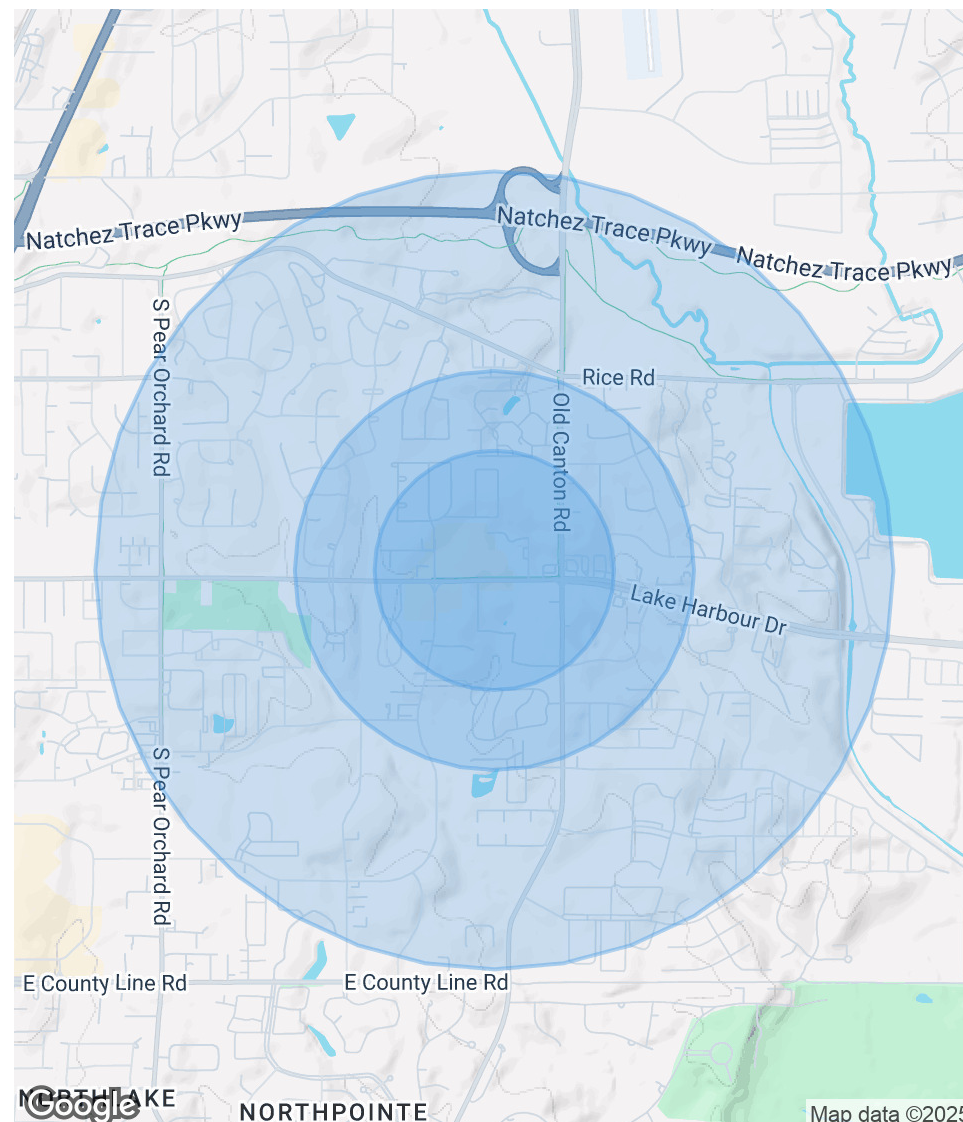 Natchez Trace Pkwy
Natchez Trace Pkwy
Natchez Trace Pkwy
S Pear Orchard Rd
Rice Rd
Old Canton Rd
Lake Harbour Dr
S Pear Orchard Rd
E County Line Rd
E County Line Rd
NORTHLAKE
Google
NORTHPOINTE
Map data ©2025